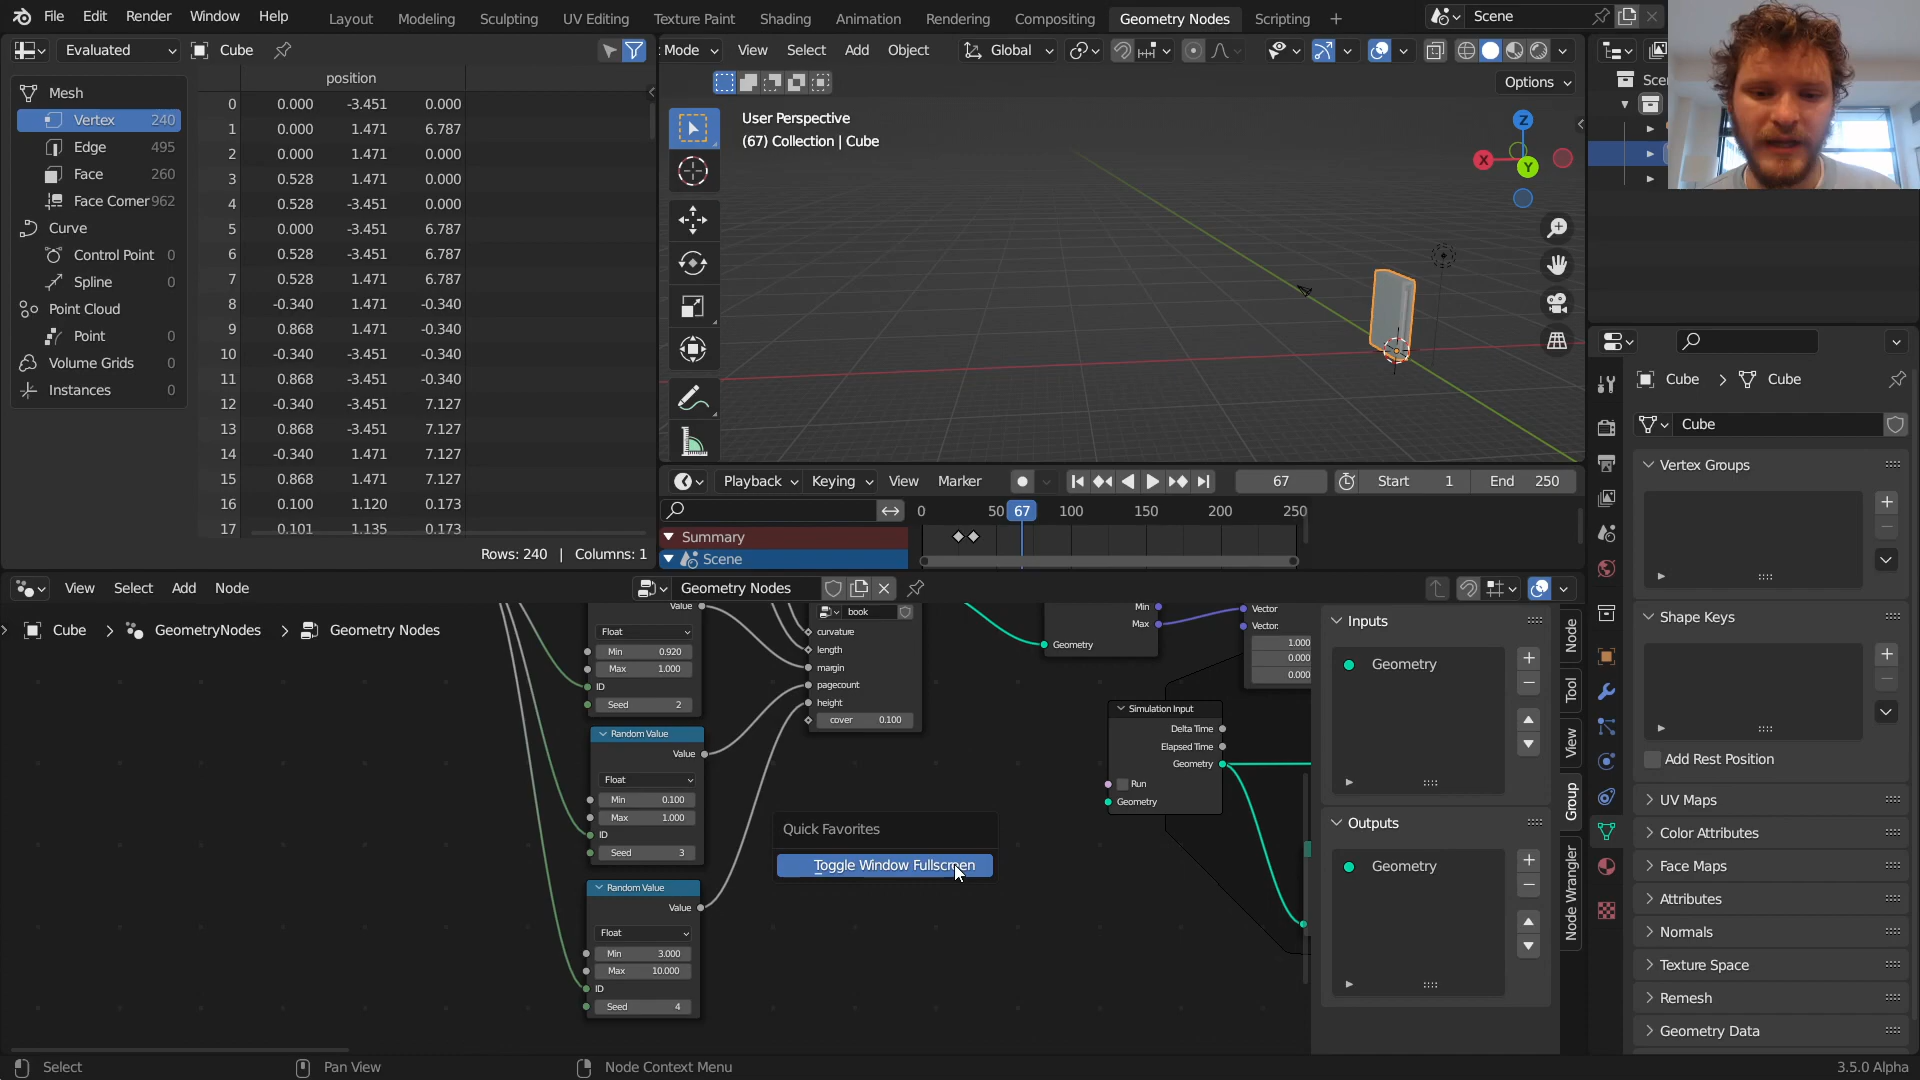 File Edit Render Window Help Layout Modeling Sculpting UV Editing Texture Paint Shading Animation Rendering Compositing Geometry Nodes Scripting + Scene
Evaluated Cube
position
Mesh
Vertex 240
Edge 495
Face 260
Face Corner 962
Curve
Control Point 0
Spline 0
Point Cloud
Point 0
Volume Grids 0
Instances 0
0 0.000 -3.451 0.000
1 0.000 1.471 6.787
2 0.000 1.471 0.000
3 0.528 1.471 0.000
4 0.528 -3.451 0.000
5 0.000 -3.451 6.787
6 0.528 -3.451 6.787
7 0.528 1.471 6.787
8 -0.340 1.471 -0.340
9 0.868 1.471 -0.340
10 -0.340 -3.451 -0.340
11 0.868 -3.451 -0.340
12 -0.340 -3.451 7.127
13 0.868 -3.451 7.127
14 -0.340 1.471 7.127
15 0.868 1.471 7.127
16 0.100 1.120 0.173
17 0.101 1.135 0.173
Rows: 240 | Columns: 1
Mode View Select Add Object Global
Options
User Perspective
(67) Collection | Cube
Z
X
Y
Playback Keying View Marker 67 Start 1 End 250
0 50 67 100 150 200 250
Summary
Scene
View Select Add Node Geometry Nodes
Cube > GeometryNodes > Geometry Nodes
Value
Float
Min 0.920
Max 1.000
ID
Seed 2
Random Value
Value
Float
Min 0.100
Max 1.000
ID
Seed 3
Random Value
Value
Float
Min 3.000
Max 10.000
ID
Seed 4
book
curvature
length
margin
pagecount
height
cover 0.100
Quick Favorites
Toggle Window Fullscreen
Min
Max
Geometry
Vector
Vector:
1.000
0.000
0.000
Simulation Input
Delta Time
Elapsed Time
Geometry
Run
Geometry
Inputs
Geometry
Outputs
Geometry
Node
Tool
View
Group
Node Wrangler
Scen
Cube > Cube
Cube
Vertex Groups
Shape Keys
Add Rest Position
UV Maps
Color Attributes
Face Maps
Attributes
Normals
Texture Space
Remesh
Geometry Data
Select Pan View Node Context Menu 3.5.0 Alpha